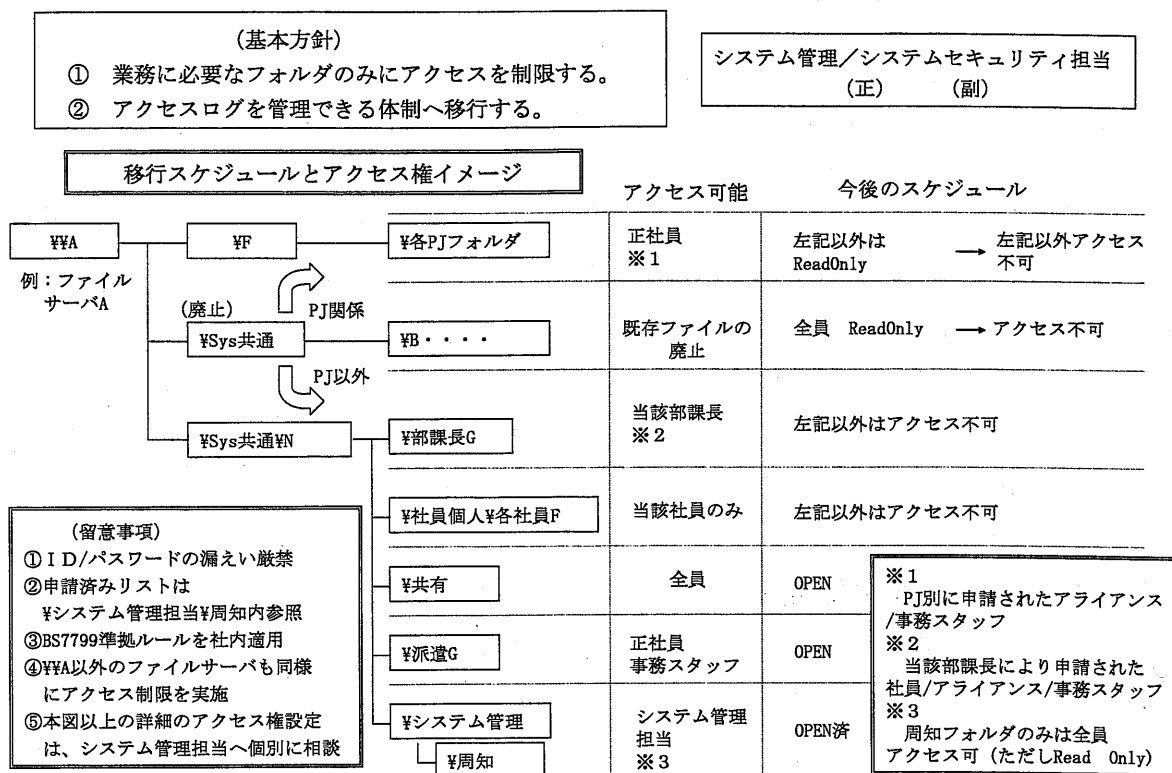 (基本方針)
① 業務に必要なフォルダのみにアクセスを制限する。
② アクセスログを管理できる体制へ移行する。
システム管理/システムセキュリティ担当
(正) (副)
移行スケジュールとアクセス権イメージ
アクセス可能 今後のスケジュール
¥¥A
例:ファイル
サーバA
¥F
¥各PJフォルダ
正社員
※1
左記以外は
ReadOnly
→ 左記以外アクセス
不可
PJ関係
(廃止)
¥Sys共通
¥B・・・・
既存ファイルの
廃止
全員 ReadOnly → アクセス不可
PJ以外
¥Sys共通¥N
¥部課長G
当該部課長
※2
左記以外はアクセス不可
¥社員個人¥各社員F
当該社員のみ
左記以外はアクセス不可
¥共有
全員
OPEN
¥派遣G
正社員
事務スタッフ
OPEN
¥システム管理
システム管理
担当
※3
OPEN済
¥周知
(留意事項)
①ID/パスワードの漏えい厳禁
②申請済みリストは
¥システム管理担当¥周知内参照
③BS7799準拠ルールを社内適用
④¥¥A以外のファイルサーバも同様
にアクセス制限を実施
⑤本図以上の詳細のアクセス権設定
は、システム管理担当へ個別に相談
※1
PJ別に申請されたアライアンス
/事務スタッフ
※2
当該部課長により申請された
社員/アライアンス/事務スタッフ
※3
周知フォルダのみは全員
アクセス可(ただしRead Only)